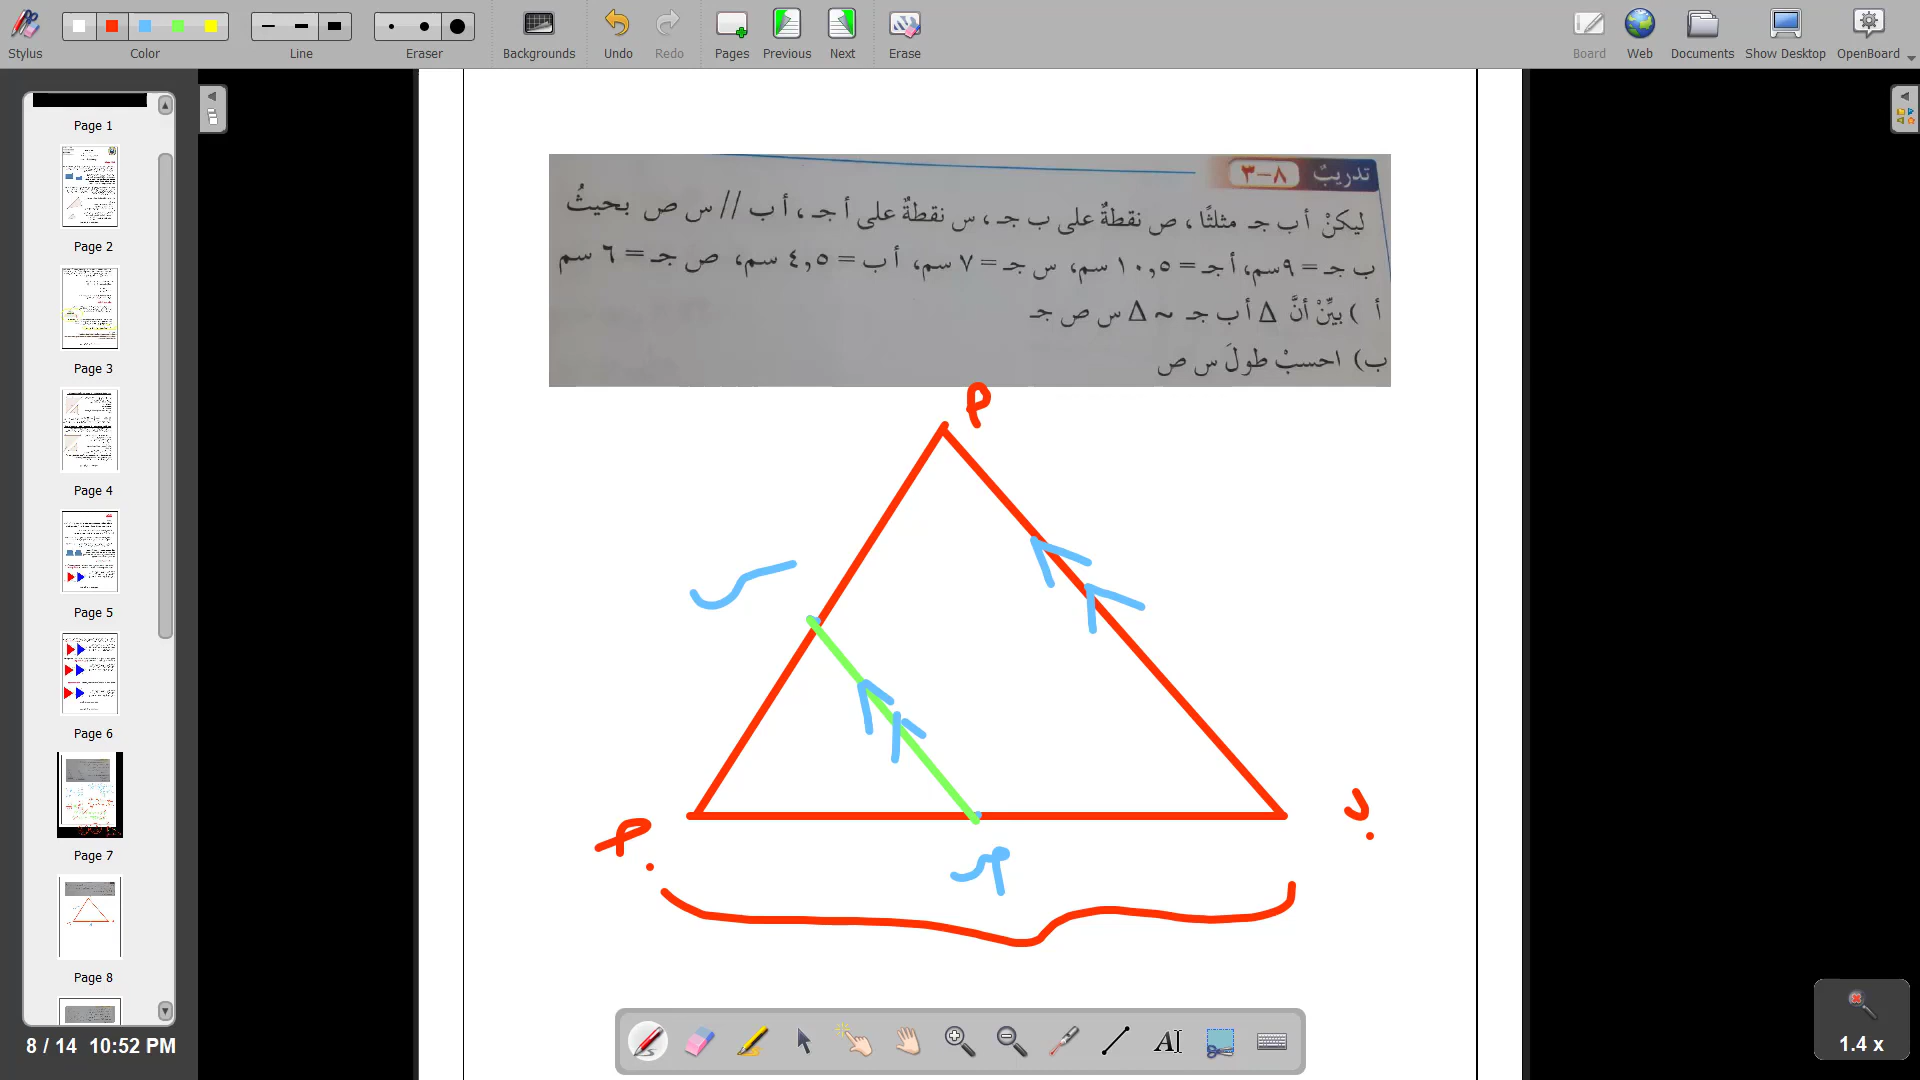 Stylus
Color
Line
Eraser
Backgrounds
Undo
Redo
Pages
Previous
Next
Erase
Board
Web
Documents
Show Desktop
OpenBoard
Page 1
Page 2
Page 3
Page 4
Page 5
Page 6
Page 7
Page 8
8 / 14 10:52 PM
تدريبٌ ٨-٣
ليكنْ أ ب جـ مثلثًا ، ص نقطةٌ على ب جـ ، س نقطةٌ على أ جـ ، أ ب // س ص بحيثُ
ب جـ = ٩سم، أ جـ = ١٠,٥ سم، س جـ = ٧ سم، أ ب = ٤,٥ سم، ص جـ = ٦ سم
أ ) بيِّنْ أنَّ Δ أ ب جـ ~ Δ س ص جـ
ب) احسبْ طولَ س ص
أ
س
ب
جـ
ص
AI
1.4 x